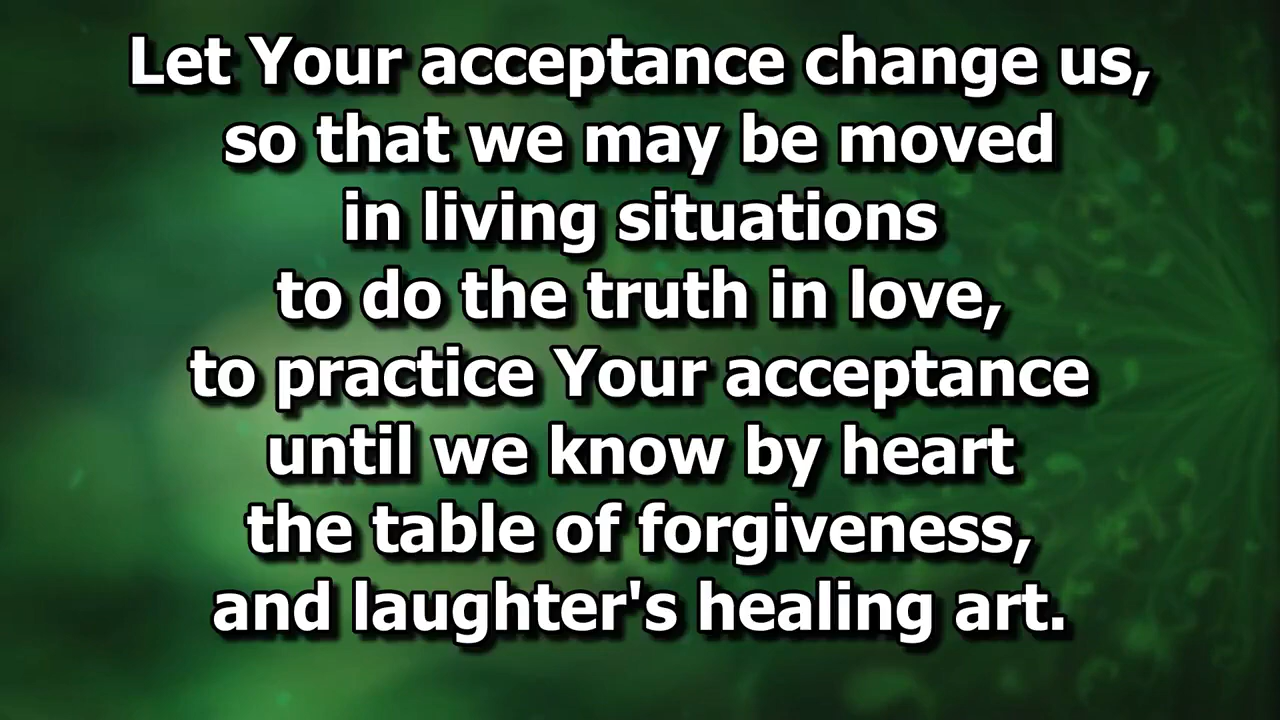 Let Your acceptance change us,
so that we may be moved
in living situations
to do the truth in love,
to practice Your acceptance
until we know by heart
the table of forgiveness,
and laughter's healing art.